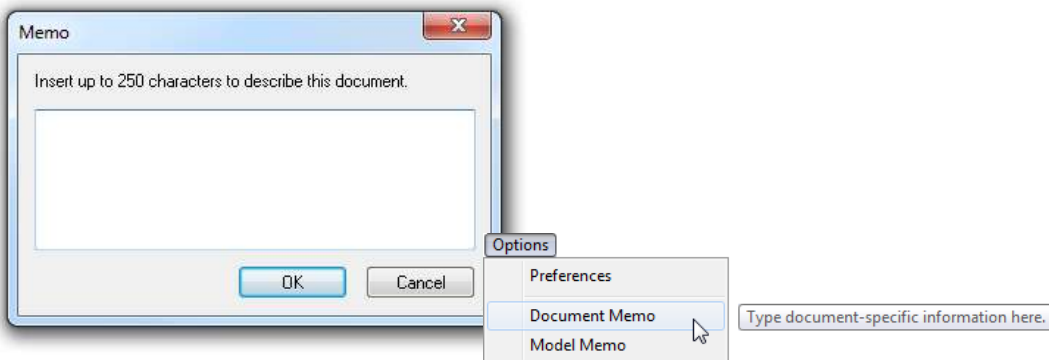 Memo
Insert up to 250 characters to describe this document.
OK
Cancel
Options
Preferences
Document Memo
Type document-specific information here.
Model Memo